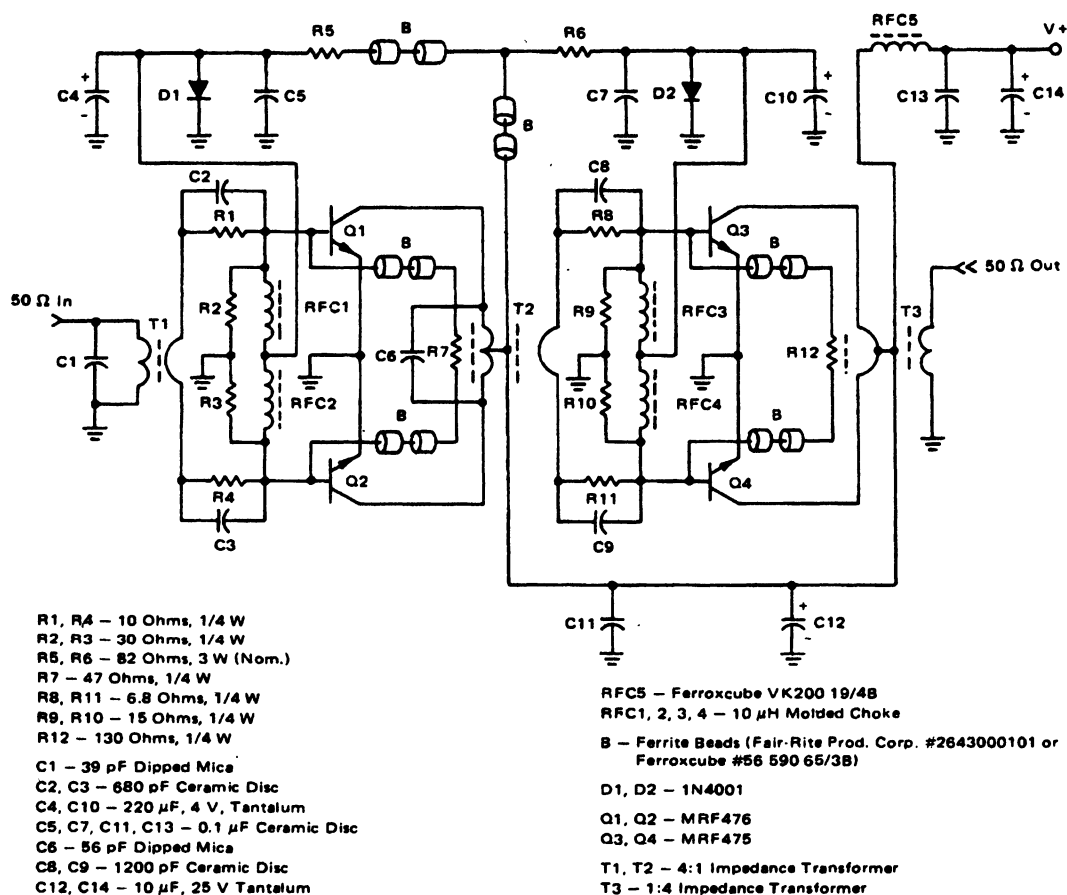 R5
B
R6
RFC5
V+
C4
+
-
D1
C5
C7
D2
C10
+
-
C13
+
-
C14
B
C2
C8
R1
Q1
R8
Q3
B
B
50 Ω In
T1
R2
RFC1
T2
R9
RFC3
T3
50 Ω Out
C1
C6
R7
R12
R3
RFC2
R10
RFC4
B
B
R4
Q2
R11
Q4
C3
C9
C11
+
-
C12
R1, R4 – 10 Ohms, 1/4 W
R2, R3 – 30 Ohms, 1/4 W
R5, R6 – 82 Ohms, 3 W (Nom.)
R7 – 47 Ohms, 1/4 W
R8, R11 – 6.8 Ohms, 1/4 W
R9, R10 – 15 Ohms, 1/4 W
R12 – 130 Ohms, 1/4 W
C1 – 39 pF Dipped Mica
C2, C3 – 680 pF Ceramic Disc
C4, C10 – 220 μF, 4 V, Tantalum
C5, C7, C11, C13 – 0.1 μF Ceramic Disc
C6 – 56 pF Dipped Mica
C8, C9 – 1200 pF Ceramic Disc
C12, C14 – 10 μF, 25 V Tantalum
RFC5 – Ferroxcube VK200 19/4B
RFC1, 2, 3, 4 – 10 μH Molded Choke
B – Ferrite Beads (Fair-Rite Prod. Corp. #2643000101 or
Ferroxcube #56 590 65/3B)
D1, D2 – 1N4001
Q1, Q2 – MRF476
Q3, Q4 – MRF475
T1, T2 – 4:1 Impedance Transformer
T3 – 1:4 Impedance Transformer